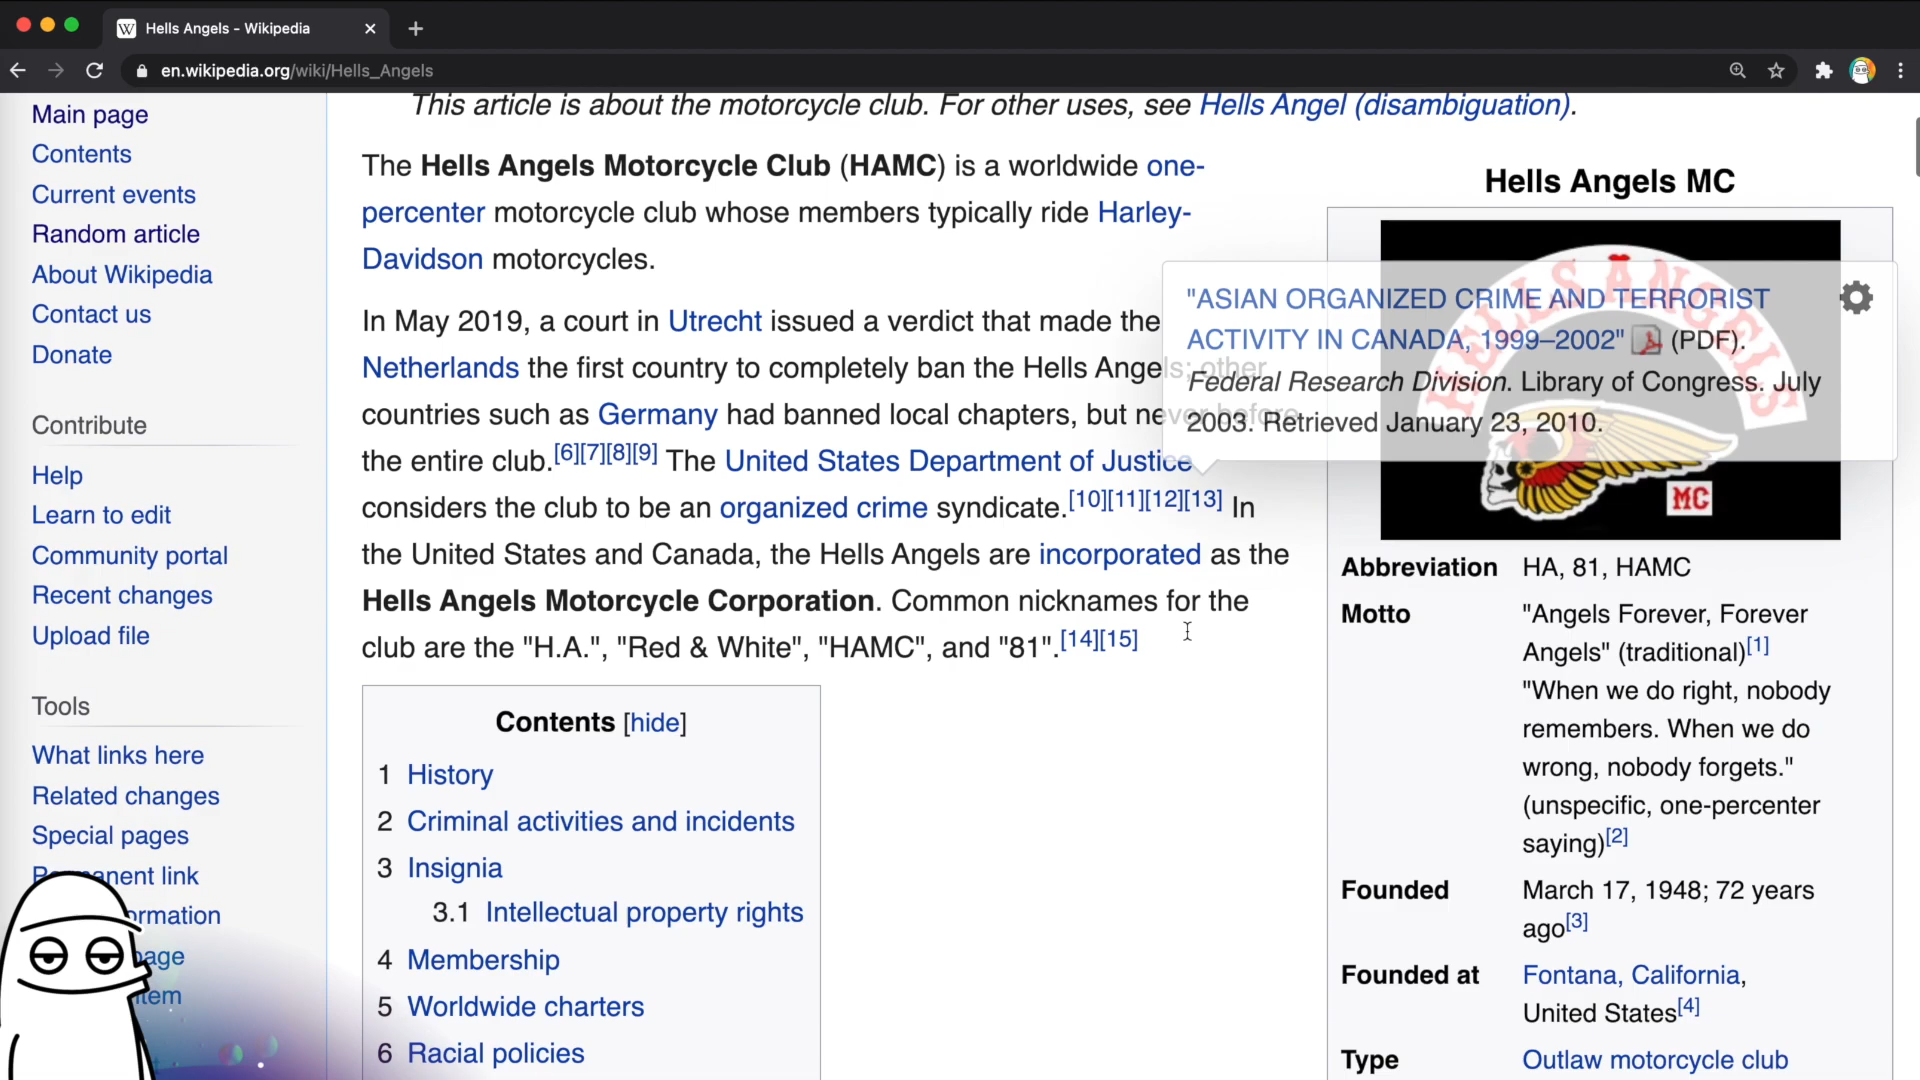 Hells Angels - Wikipedia
en.wikipedia.org/wiki/Hells_Angels
Main page
Contents
Current events
Random article
About Wikipedia
Contact us
Donate
Contribute
Help
Learn to edit
Community portal
Recent changes
Upload file
Tools
What links here
Related changes
Special pages
anent link
ormation
page
item
This article is about the motorcycle club. For other uses, see Hells Angel (disambiguation).
The Hells Angels Motorcycle Club (HAMC) is a worldwide one-
percenter motorcycle club whose members typically ride Harley-
Davidson motorcycles.
In May 2019, a court in Utrecht issued a verdict that made the
Netherlands the first country to completely ban the Hells Angels; other
countries such as Germany had banned local chapters, but never before
the entire club.[6][7][8][9] The United States Department of Justice
considers the club to be an organized crime syndicate.[10][11][12][13] In
the United States and Canada, the Hells Angels are incorporated as the
Hells Angels Motorcycle Corporation. Common nicknames for the
club are the "H.A.", "Red & White", "HAMC", and "81".[14][15]
Contents [hide]
1 History
2 Criminal activities and incidents
3 Insignia
3.1 Intellectual property rights
4 Membership
5 Worldwide charters
6 Racial policies
"ASIAN ORGANIZED CRIME AND TERRORIST
ACTIVITY IN CANADA, 1999–2002" (PDF).
Federal Research Division. Library of Congress. July
2003. Retrieved January 23, 2010.
Hells Angels MC
HELLS ANGELS
MC
Abbreviation HA, 81, HAMC
Motto "Angels Forever, Forever
Angels" (traditional)[1]
"When we do right, nobody
remembers. When we do
wrong, nobody forgets."
(unspecific, one-percenter
saying)[2]
Founded March 17, 1948; 72 years
ago[3]
Founded at Fontana, California,
United States[4]
Type Outlaw motorcycle club